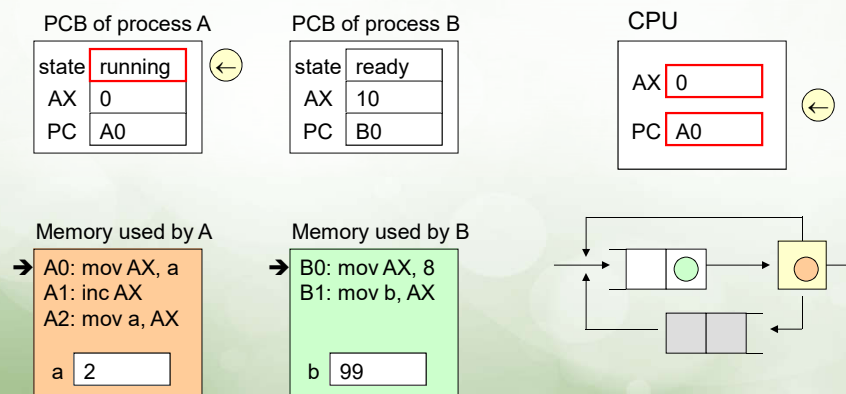 PCB of process A
state running ←
AX 0
PC A0
PCB of process B
state ready
AX 10
PC B0
CPU
AX 0
PC A0
←
Memory used by A
➔ A0: mov AX, a
A1: inc AX
A2: mov a, AX
a 2
Memory used by B
➔ B0: mov AX, 8
B1: mov b, AX
b 99